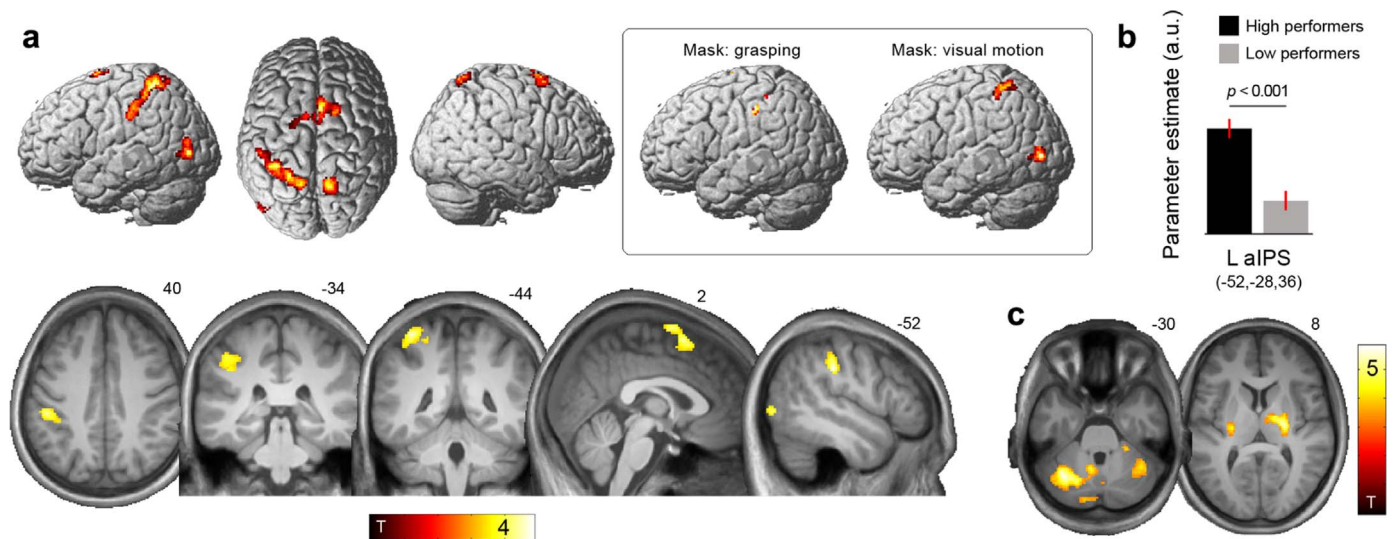 a
Mask: grasping
Mask: visual motion
b
High performers
Low performers
Parameter estimate (a.u.)
p < 0.001
L aIPS
(-52,-28,36)
40
-34
-44
2
-52
T
4
c
-30
8
5
T